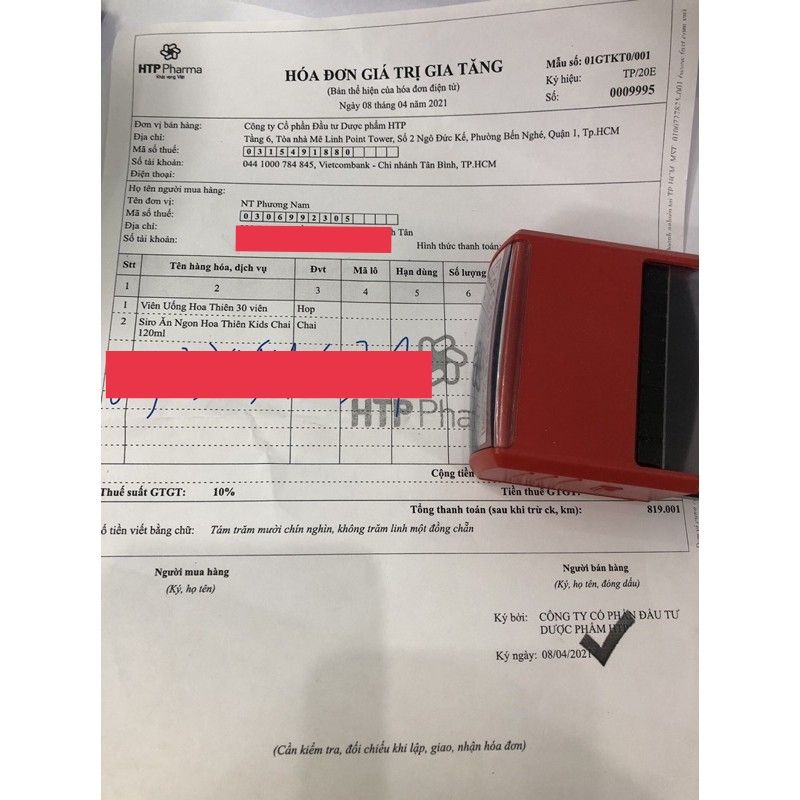 HTP Pharma
Khát vọng Việt
HÓA ĐƠN GIÁ TRỊ GIA TĂNG
(Bản thể hiện của hóa đơn điện tử)
Ngày 08 tháng 04 năm 2021
Mẫu số: 01GTKT0/001
Ký hiệu: TP/20E
Số: 0009995
Đơn vị bán hàng: Công ty Cổ phần Đầu tư Dược phẩm HTP
Địa chỉ: Tầng 6, Tòa nhà Mê Linh Point Tower, Số 2 Ngô Đức Kế, Phường Bến Nghé, Quận 1, Tp.HCM
Mã số thuế: 0315491880
Số tài khoản: 044 1000 784 845, Vietcombank - Chi nhánh Tân Bình, TP.HCM
Điện thoại:
Họ tên người mua hàng:
Tên đơn vị: NT Phương Nam
Mã số thuế: 0306992305
Địa chỉ: Tân
Số tài khoản: Hình thức thanh toán:
Stt Tên hàng hóa, dịch vụ Đvt Mã lô Hạn dùng Số lượng
1 2 3 4 5 6
1 Viên Uống Hoa Thiên 30 viên Hop
2 Siro Ăn Ngon Hoa Thiên Kids Chai Chai
120ml
HTP Pha
Cộng tiền
Thuế suất GTGT: 10% Tiền thuế GTGT:
Tổng thanh toán (sau khi trừ ck, km): 819.001
ố tiền viết bằng chữ: Tám trăm mười chín nghìn, không trăm linh một đồng chẵn
Người mua hàng Người bán hàng
(Ký, họ tên) (Ký, họ tên, đóng dấu)
Ký bởi: CÔNG TY CỔ PHẦN ĐẦU TƯ
DƯỢC PHẨM HTP
Ký ngày: 08/04/2021
(Cần kiểm tra, đối chiếu khi lập, giao, nhận hóa đơn)